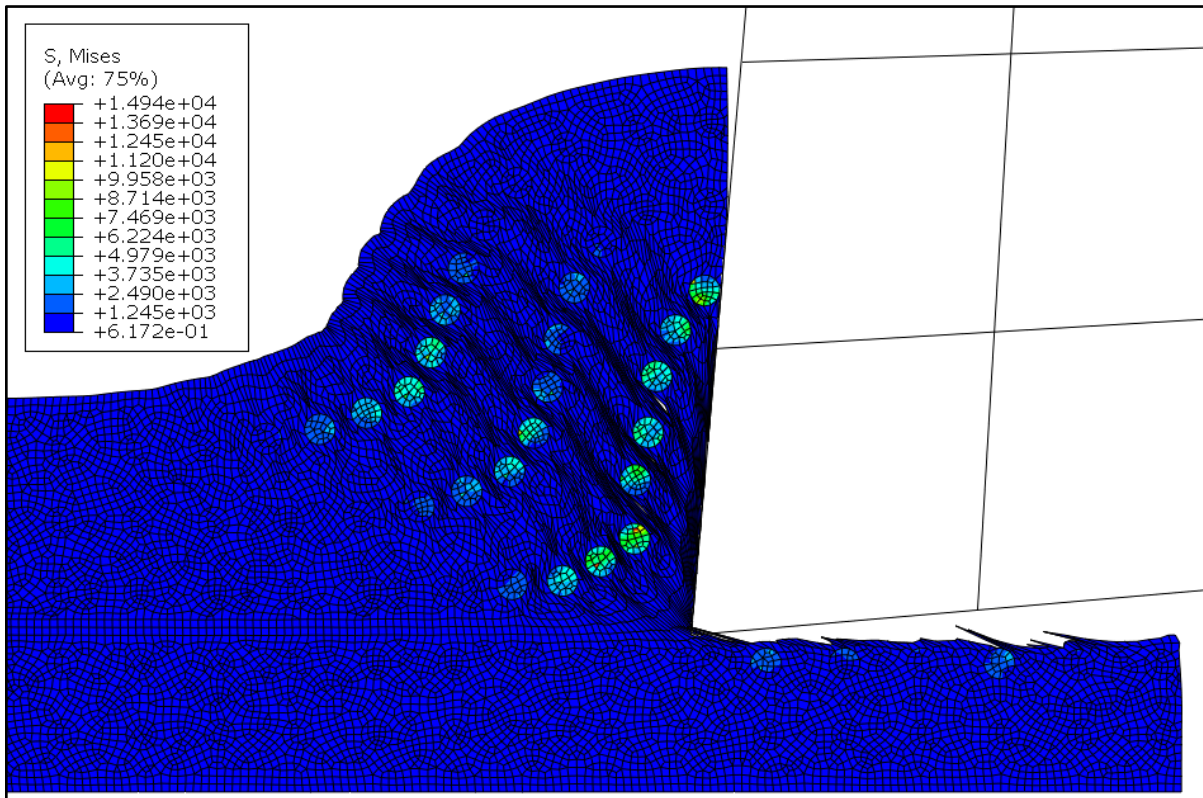 S, Mises
(Avg: 75%)
+1.494e+04
+1.369e+04
+1.245e+04
+1.120e+04
+9.958e+03
+8.714e+03
+7.469e+03
+6.224e+03
+4.979e+03
+3.735e+03
+2.490e+03
+1.245e+03
+6.172e-01